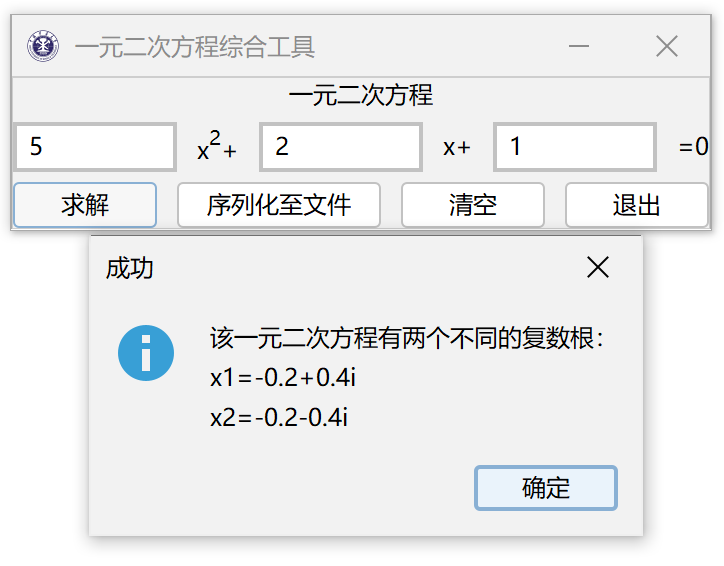 一元二次方程综合工具
一元二次方程
5 x²+ 2 x+ 1 =0
求解 序列化至文件 清空 退出
成功
该一元二次方程有两个不同的复数根：
x1=-0.2+0.4i
x2=-0.2-0.4i
确定